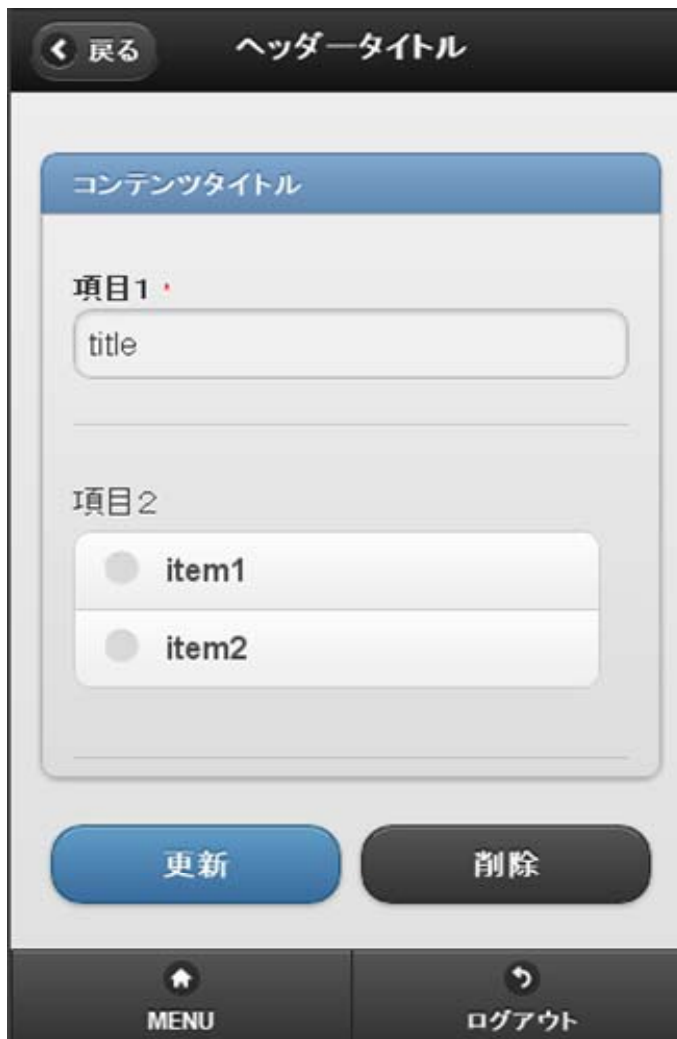 戻る ヘッダータイトル
コンテンツタイトル
項目1 *
title
項目2
item1
item2
更新 削除
MENU ログアウト